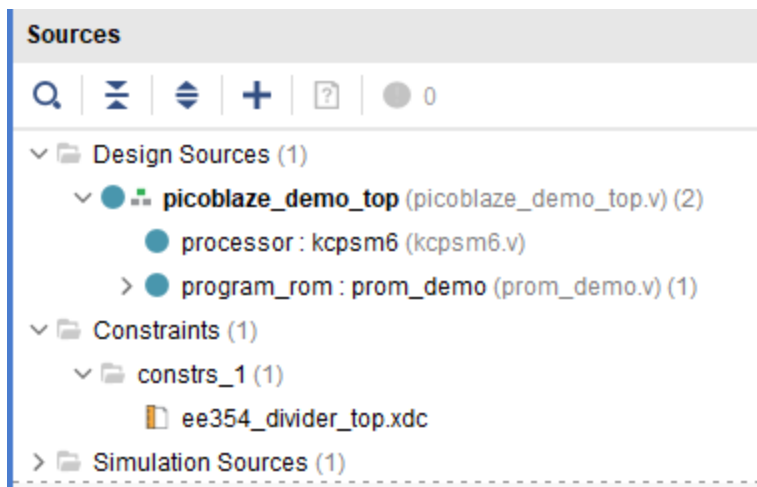 Sources
0
Design Sources (1)
picoblaze_demo_top (picoblaze_demo_top.v) (2)
processor : kcpsm6 (kcpsm6.v)
program_rom : prom_demo (prom_demo.v) (1)
Constraints (1)
constrs_1 (1)
ee354_divider_top.xdc
Simulation Sources (1)